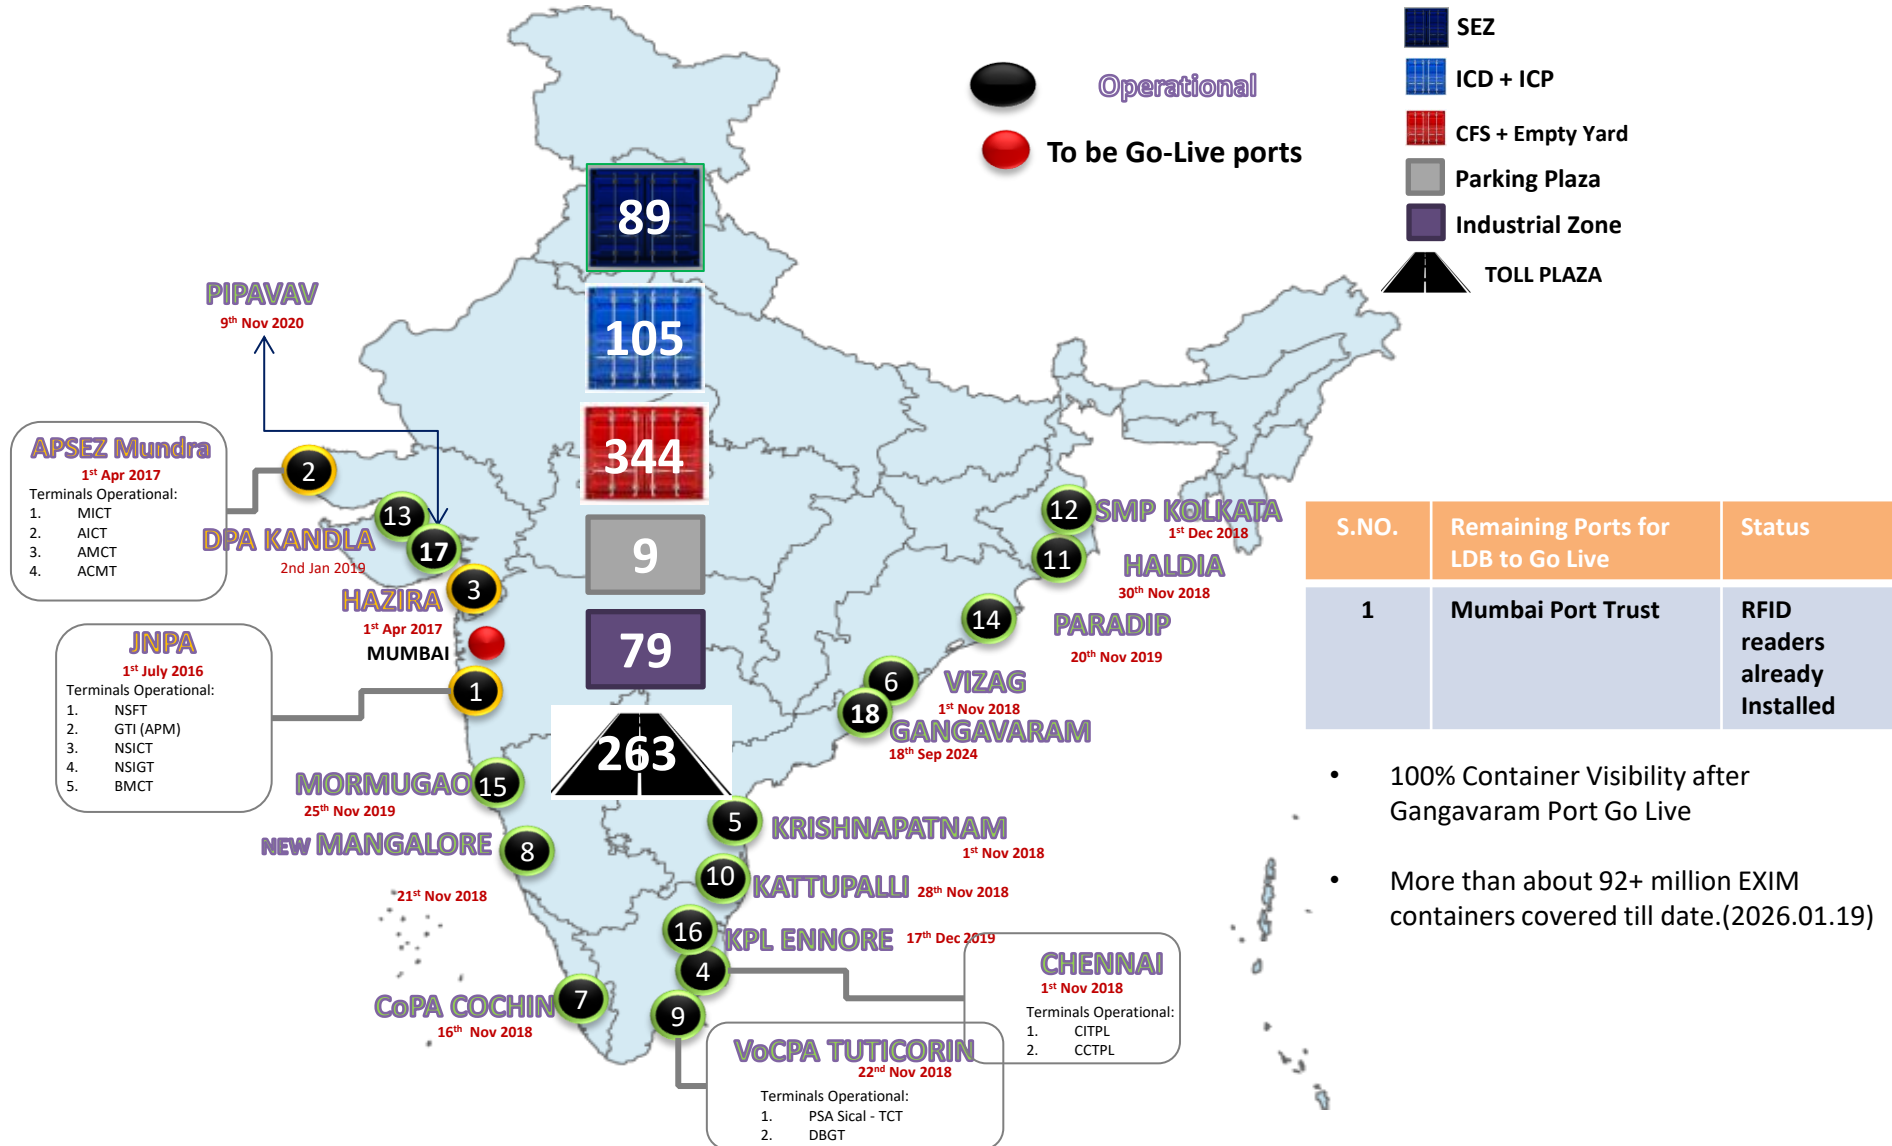 SEZ
ICD + ICP
CFS + Empty Yard
Parking Plaza
Industrial Zone
TOLL PLAZA
Operational
To be Go-Live ports
89
105
344
9
79
263
PIPAVAV
9th Nov 2020
APSEZ Mundra
1st Apr 2017
Terminals Operational:
1. MICT
2. AICT
3. AMCT
4. ACMT
2
13
DPA KANDLA
2nd Jan 2019
17
HAZIRA
1st Apr 2017
3
MUMBAI
JNPA
1st July 2016
Terminals Operational:
1. NSFT
2. GTI (APM)
3. NSICT
4. NSIGT
5. BMCT
1
MORMUGAO
25th Nov 2019
15
NEW MANGALORE
21st Nov 2018
8
CoPA COCHIN
16th Nov 2018
7
12
SMP KOLKATA
1st Dec 2018
11
HALDIA
30th Nov 2018
14
PARADIP
20th Nov 2019
6
VIZAG
1st Nov 2018
18
GANGAVARAM
18th Sep 2024
5
KRISHNAPATNAM
1st Nov 2018
10
KATTUPALLI 28th Nov 2018
16
KPL ENNORE 17th Dec 2019
4
CHENNAI
1st Nov 2018
Terminals Operational:
1. CITPL
2. CCTPL
9
VoCPA TUTICORIN
22nd Nov 2018
Terminals Operational:
1. PSA Sical - TCT
2. DBGT
S.NO. Remaining Ports for LDB to Go Live Status
1 Mumbai Port Trust RFID readers already Installed
• 100% Container Visibility after
Gangavaram Port Go Live
• More than about 92+ million EXIM
containers covered till date.(2026.01.19)